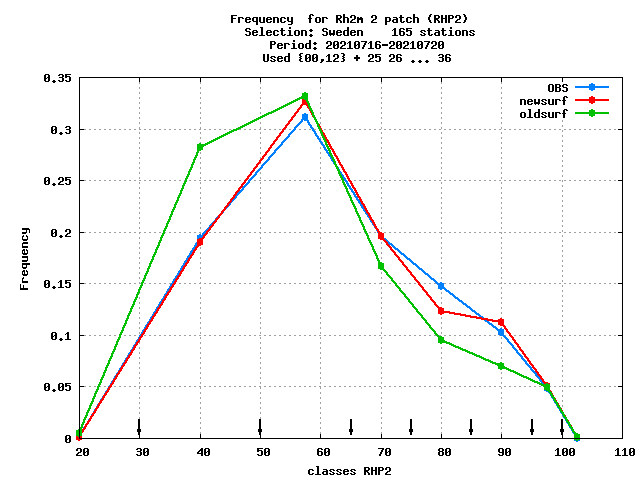 Frequency  for Rh2m 2 patch (RHP2)
Selection: Sweden    165 stations
Period: 20210716-20210720
Used {00,12} + 25 26 ... 36
OBS
newsurf
oldsurf
0.35
0.3
0.25
0.2
0.15
0.1
0.05
0
Frequency
20 30 40 50 60 70 80 90 100 110
classes RHP2